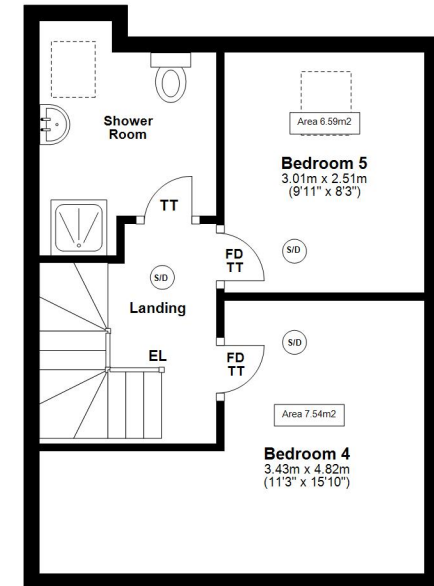 Shower
Room
TT
Area 6.59m2
Bedroom 5
3.01m x 2.51m
(9'11" x 8'3")
FD
TT
S/D
S/D
Landing
EL
FD
TT
S/D
Area 7.54m2
Bedroom 4
3.43m x 4.82m
(11'3" x 15'10")